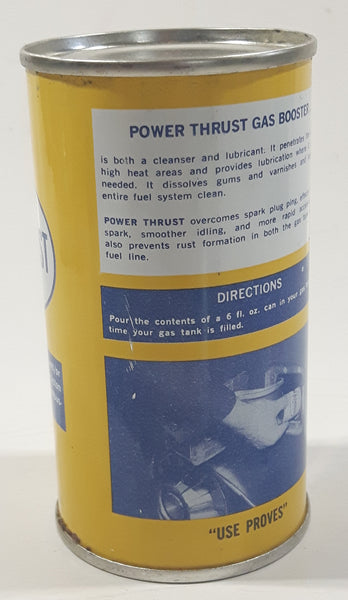 POWER THRUST GAS BOOSTER
is both a cleanser and lubricant. It penetrates
high heat areas and provides lubrication where
needed. It dissolves gums and varnishes and
entire fuel system clean.
POWER THRUST overcomes spark plug ping,
spark, smoother idling, and more rapid
also prevents rust formation in both the gas
fuel line.
DIRECTIONS
Pour the contents of a 6 fl. oz. can in your gas
time your gas tank is filled.
"USE PROVES"